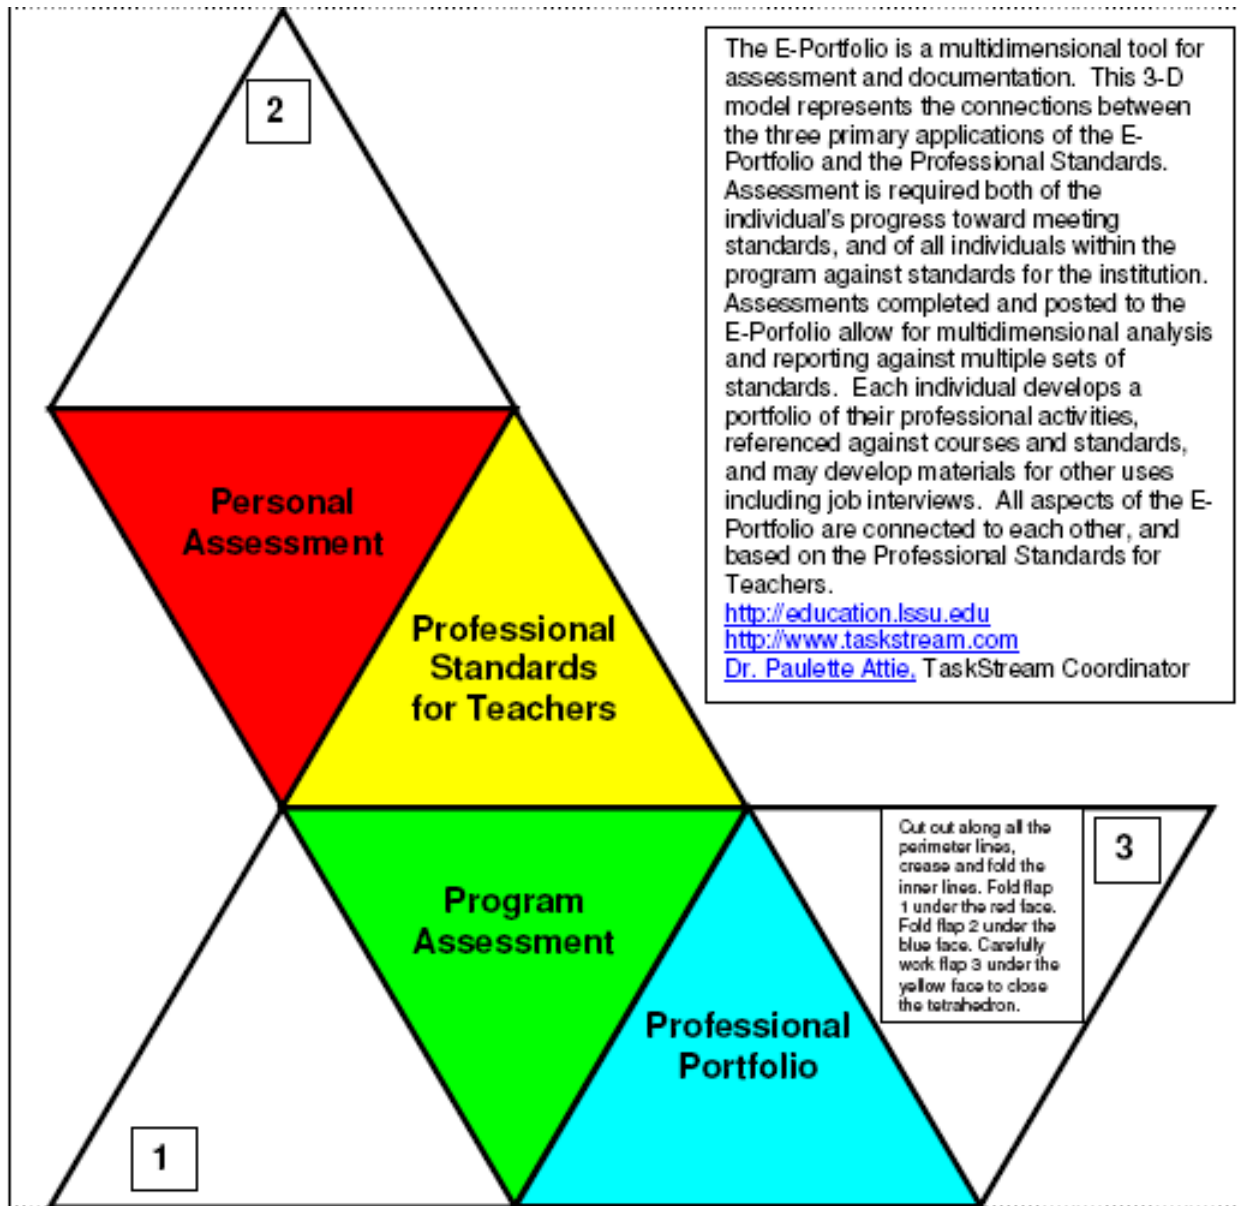 2
The E-Portfolio is a multidimensional tool for
assessment and documentation. This 3-D
model represents the connections between
the three primary applications of the E-
Portfolio and the Professional Standards.
Assessment is required both of the
individual's progress toward meeting
standards, and of all individuals within the
program against standards for the institution.
Assessments completed and posted to the
E-Porfolio allow for multidimensional analysis
and reporting against multiple sets of
standards. Each individual develops a
portfolio of their professional activities,
referenced against courses and standards,
and may develop materials for other uses
including job interviews. All aspects of the E-
Portfolio are connected to each other, and
based on the Professional Standards for
Teachers.
http://education.lssu.edu
http://www.taskstream.com
Dr. Paulette Attie, TaskStream Coordinator
Personal
Assessment
Professional
Standards
for Teachers
Program
Assessment
Professional
Portfolio
Cut out along all the
perimeter lines,
crease and fold the
inner lines. Fold flap
1 under the red face.
Fold flap 2 under the
blue face. Carefully
work flap 3 under the
yellow face to close
the tetrahedron.
3
1